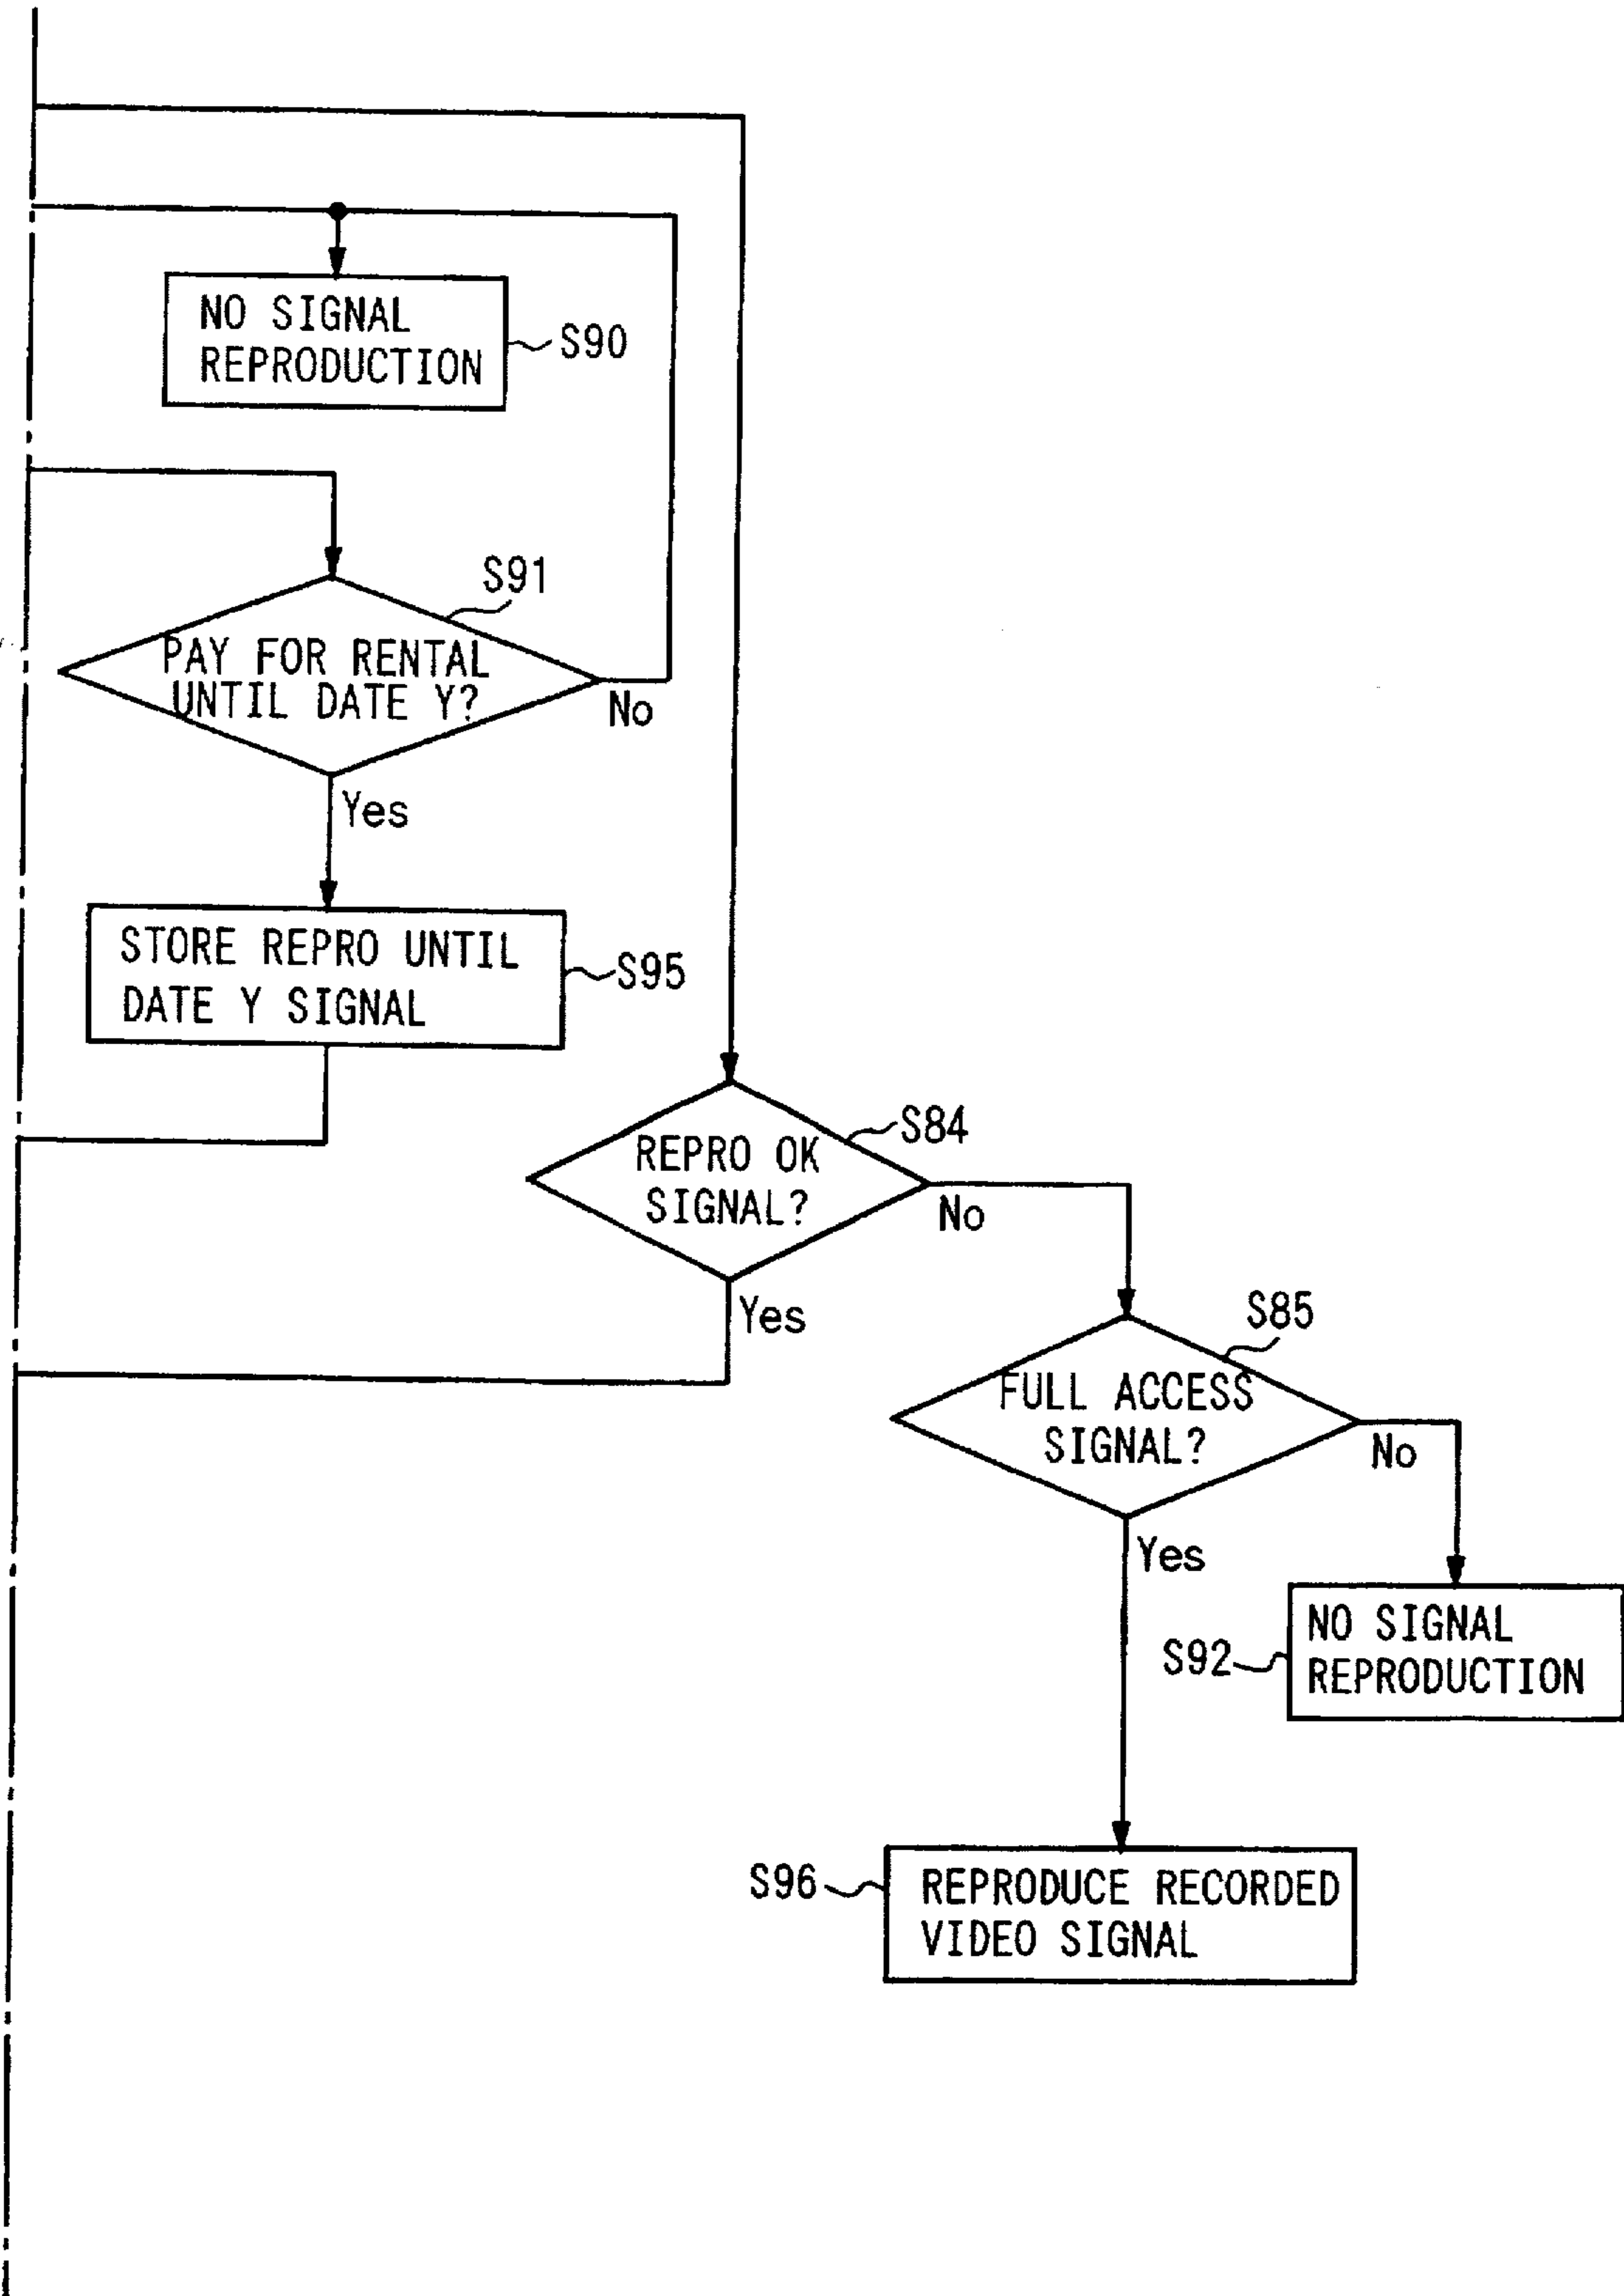 NO SIGNAL
REPRODUCTION
S90
S91
PAY FOR RENTAL
UNTIL DATE Y?
No
Yes
STORE REPRO UNTIL
DATE Y SIGNAL
S95
S84
REPRO OK
SIGNAL?
No
Yes
S85
FULL ACCESS
SIGNAL?
No
Yes
NO SIGNAL
REPRODUCTION
S92
S96
REPRODUCE RECORDED
VIDEO SIGNAL